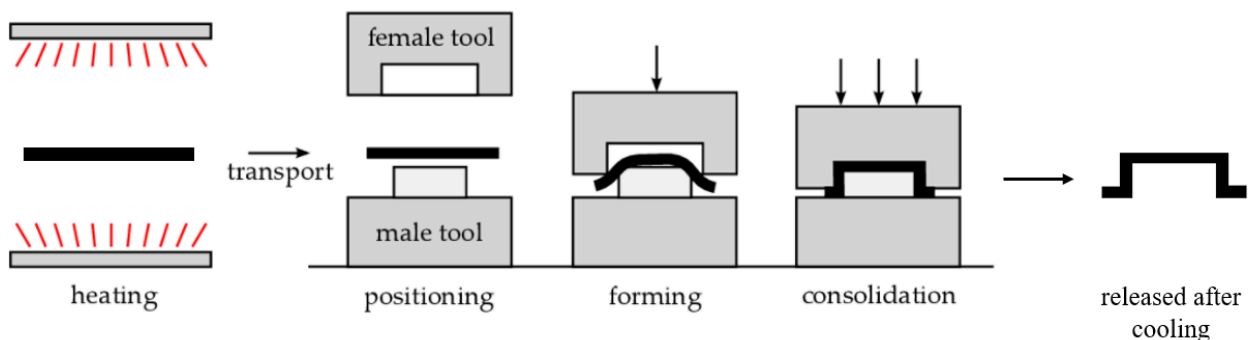 female tool
transport
male tool
heating
positioning
forming
consolidation
released after
cooling